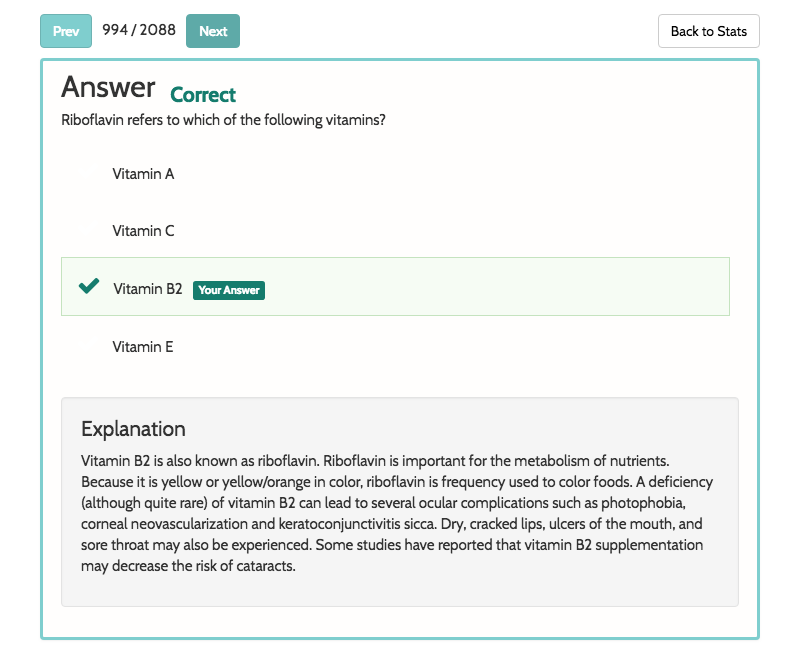 Prev 994 / 2088 Next Back to Stats
Answer Correct
Riboflavin refers to which of the following vitamins?
Vitamin A
Vitamin C
Vitamin B2 Your Answer
Vitamin E
Explanation
Vitamin B2 is also known as riboflavin. Riboflavin is important for the metabolism of nutrients.
Because it is yellow or yellow/orange in color, riboflavin is frequency used to color foods. A deficiency
(although quite rare) of vitamin B2 can lead to several ocular complications such as photophobia,
corneal neovascularization and keratoconjunctivitis sicca. Dry, cracked lips, ulcers of the mouth, and
sore throat may also be experienced. Some studies have reported that vitamin B2 supplementation
may decrease the risk of cataracts.